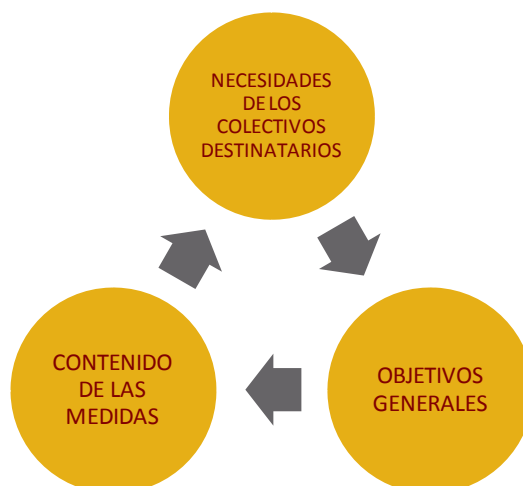 NECESIDADES
DE LOS
COLECTIVOS
DESTINATARIOS
CONTENIDO
DE LAS
MEDIDAS
OBJETIVOS
GENERALES